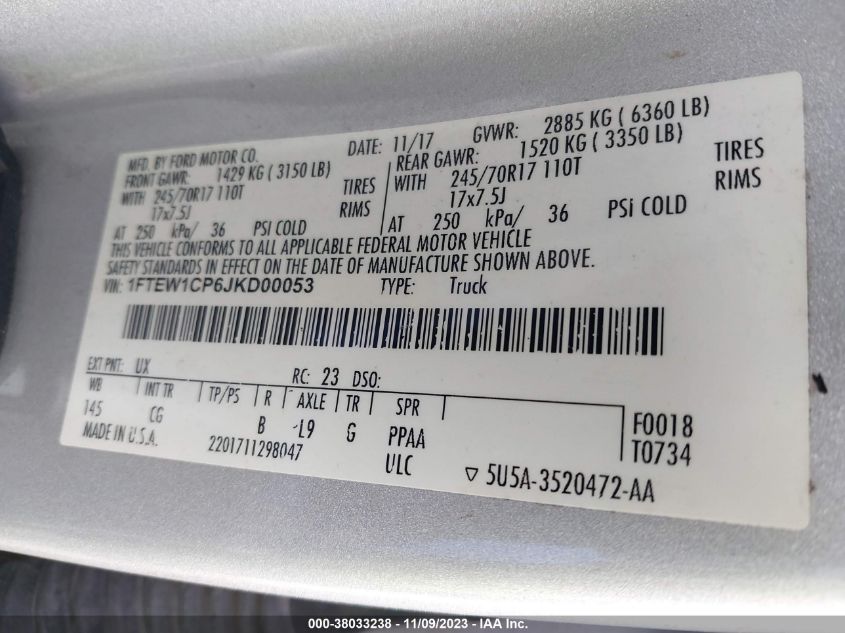 MFD. BY FORD MOTOR CO.
DATE: 11/17 GVWR: 2885 KG ( 6360 LB)
FRONT GAWR: 1429 KG ( 3150 LB) REAR GAWR: 1520 KG ( 3350 LB)
WITH 245/70R17 110T TIRES WITH 245/70R17 110T TIRES
17x7.5J RIMS 17x7.5J RIMS
AT 250 kPa/ 36 PSI COLD AT 250 kPa/ 36 PSi COLD
THIS VEHICLE CONFORMS TO ALL APPLICABLE FEDERAL MOTOR VEHICLE
SAFETY STANDARDS IN EFFECT ON THE DATE OF MANUFACTURE SHOWN ABOVE.
VIN: 1FTEW1CP6JKD00053 TYPE: Truck
EXT PNT: UX RC: 23 DSO:
WB INT TR TP/PS R AXLE TR SPR
145 CG B L9 G PPAA F0018
MADE IN U.S.A. 2201711298047 ULC T0734
5U5A-3520472-AA
000-38033238 - 11/09/2023 - IAA Inc.